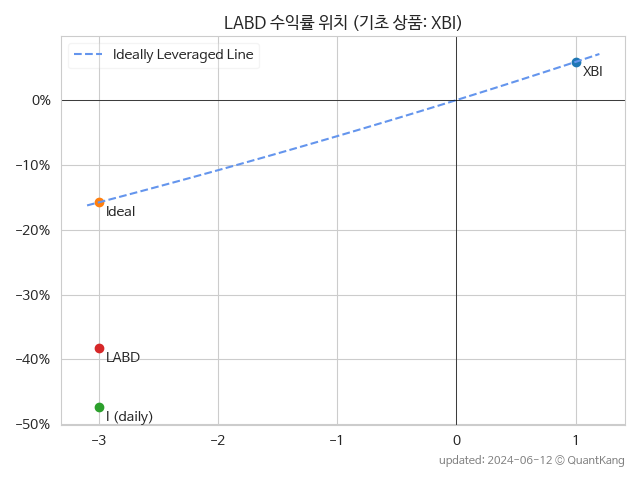 LABD 수익률 위치 (기초 상품: XBI)
Ideally Leveraged Line
XBI
0%
-10%
Ideal
-20%
-30%
LABD
-40%
I (daily)
-50%
-3 -2 -1 0 1
updated: 2024-06-12 © QuantKang